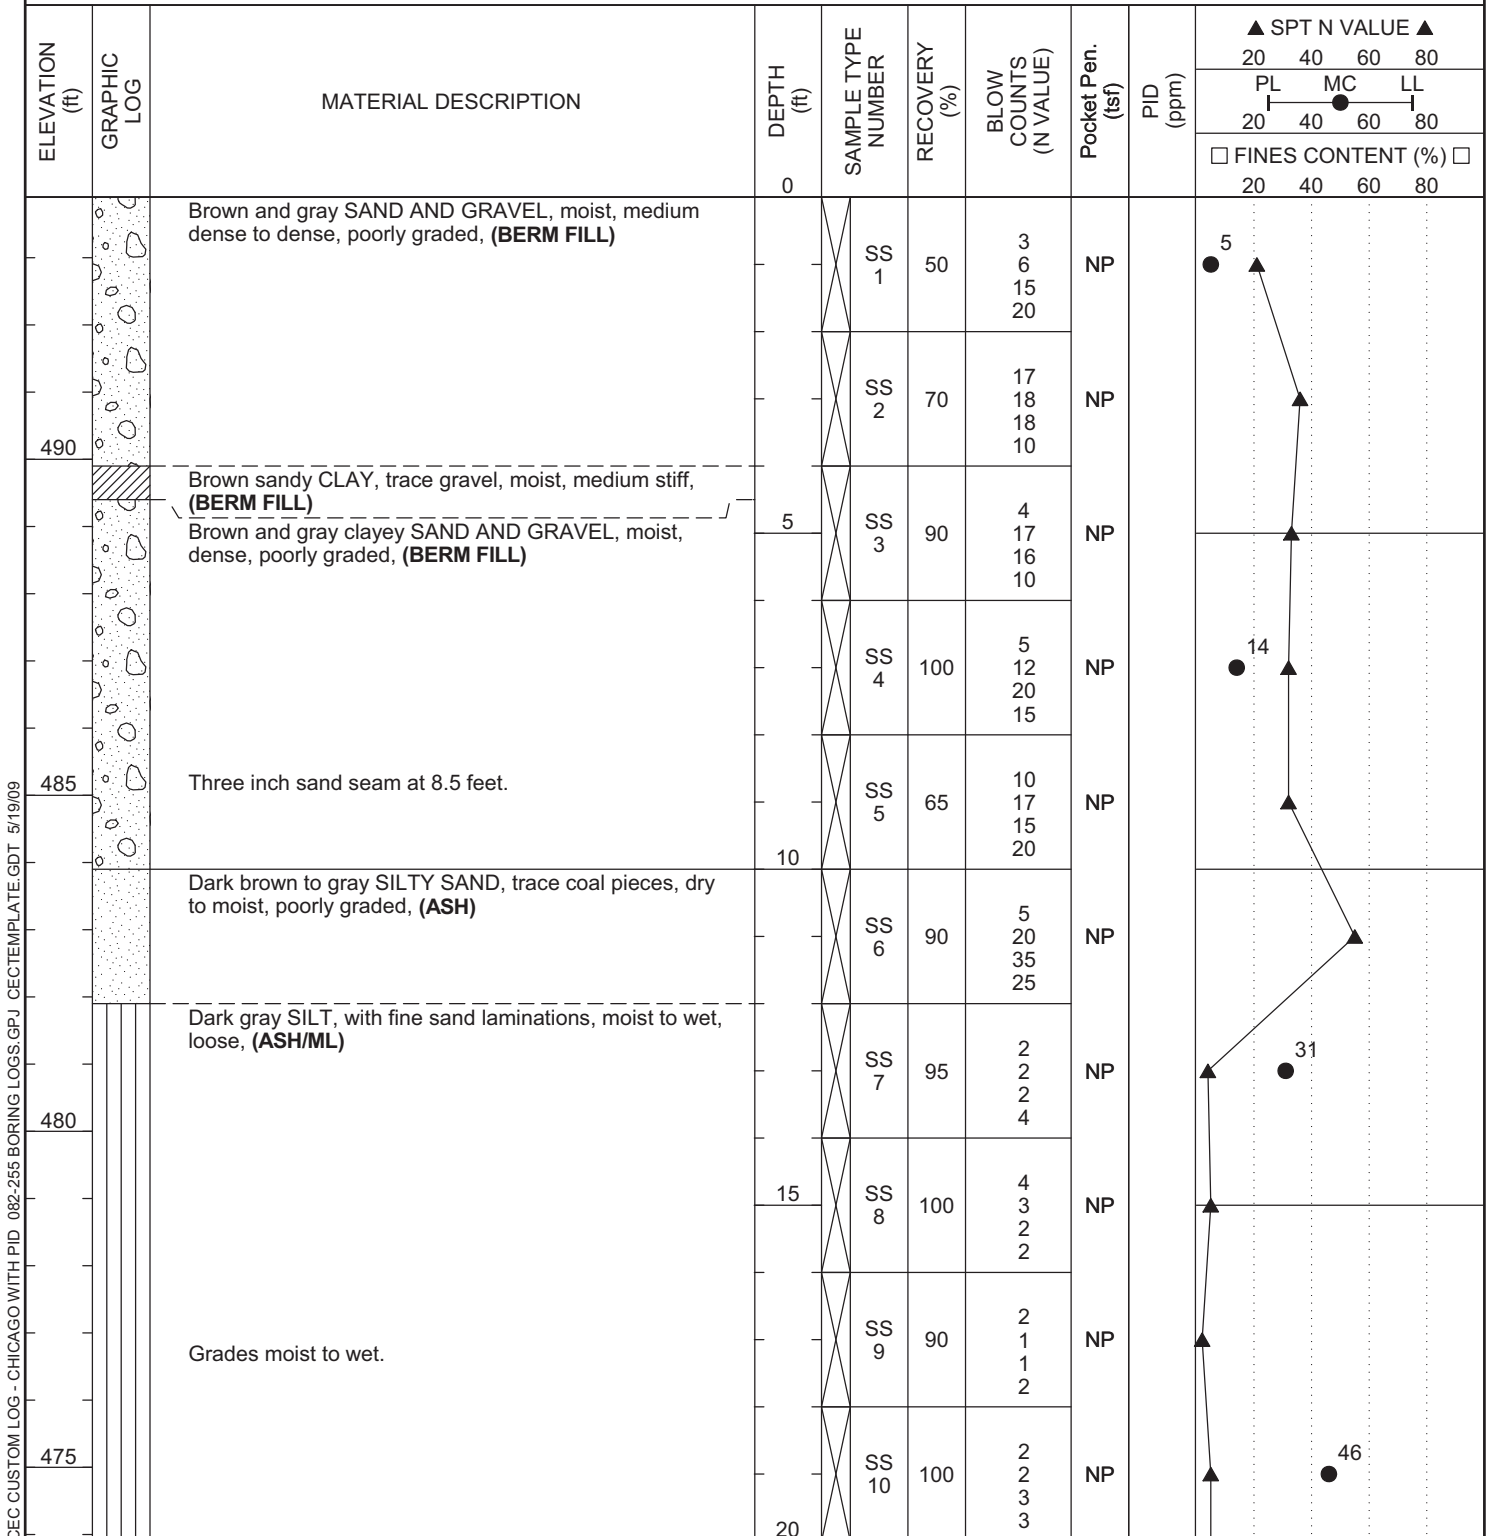 ELEVATION
(ft)
GRAPHIC
LOG
MATERIAL DESCRIPTION
DEPTH
(ft)
SAMPLE TYPE
NUMBER
RECOVERY
(%)
BLOW
COUNTS
(N VALUE)
Pocket Pen.
(tsf)
PID
(ppm)
▲ SPT N VALUE ▲
20 40 60 80
PL MC LL
20 40 60 80
□ FINES CONTENT (%) □
20 40 60 80
0
Brown and gray SAND AND GRAVEL, moist, medium
dense to dense, poorly graded, (BERM FILL)
SS
1
50
3
6
15
20
NP
5
SS
2
70
17
18
18
10
NP
490
Brown sandy CLAY, trace gravel, moist, medium stiff,
(BERM FILL)
Brown and gray clayey SAND AND GRAVEL, moist,
dense, poorly graded, (BERM FILL)
5
SS
3
90
4
17
16
10
NP
SS
4
100
5
12
20
15
NP
14
485
Three inch sand seam at 8.5 feet.
SS
5
65
10
17
15
20
NP
10
Dark brown to gray SILTY SAND, trace coal pieces, dry
to moist, poorly graded, (ASH)
SS
6
90
5
20
35
25
NP
Dark gray SILT, with fine sand laminations, moist to wet,
loose, (ASH/ML)
SS
7
95
2
2
2
4
NP
31
480
15
SS
8
100
4
3
2
2
NP
Grades moist to wet.
SS
9
90
2
1
1
2
NP
475
SS
10
100
2
2
3
3
NP
46
20
CEC CUSTOM LOG - CHICAGO WITH PID 082-255 BORING LOGS.GPJ CECTEMPLATE.GDT 5/19/09